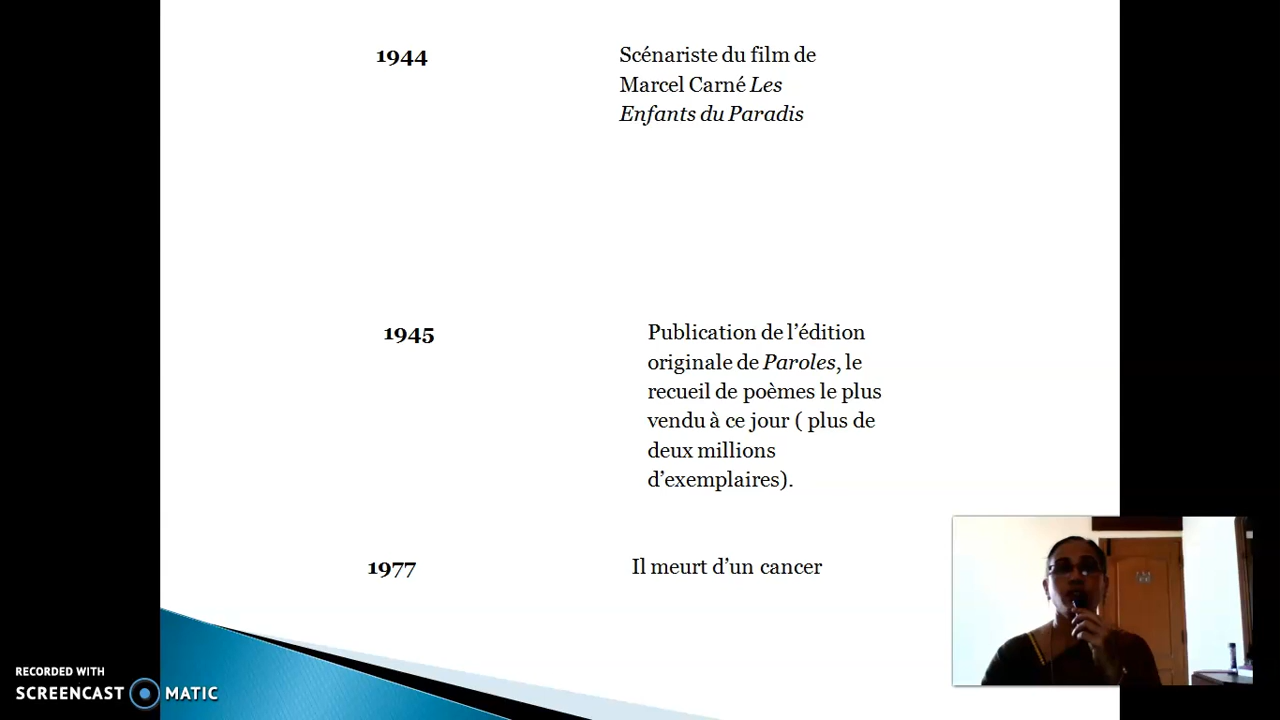 1944
Scénariste du film de
Marcel Carné Les
Enfants du Paradis
1945
Publication de l’édition
originale de Paroles, le
recueil de poèmes le plus
vendu à ce jour ( plus de
deux millions
d’exemplaires).
1977
Il meurt d’un cancer
RECORDED WITH
SCREENCAST MATIC